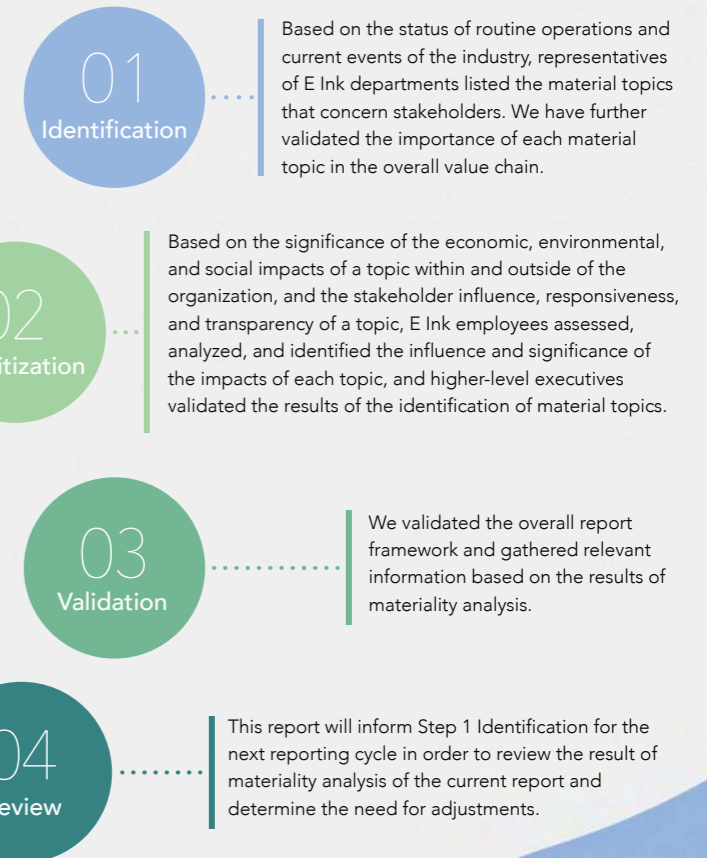 01
Identification
Based on the status of routine operations and
current events of the industry, representatives
of E Ink departments listed the material topics
that concern stakeholders. We have further
validated the importance of each material
topic in the overall value chain.
02
itization
Based on the significance of the economic, environmental,
and social impacts of a topic within and outside of the
organization, and the stakeholder influence, responsiveness,
and transparency of a topic, E Ink employees assessed,
analyzed, and identified the influence and significance of
the impacts of each topic, and higher-level executives
validated the results of the identification of material topics.
03
Validation
We validated the overall report
framework and gathered relevant
information based on the results of
materiality analysis.
04
eview
This report will inform Step 1 Identification for the
next reporting cycle in order to review the result of
materiality analysis of the current report and
determine the need for adjustments.